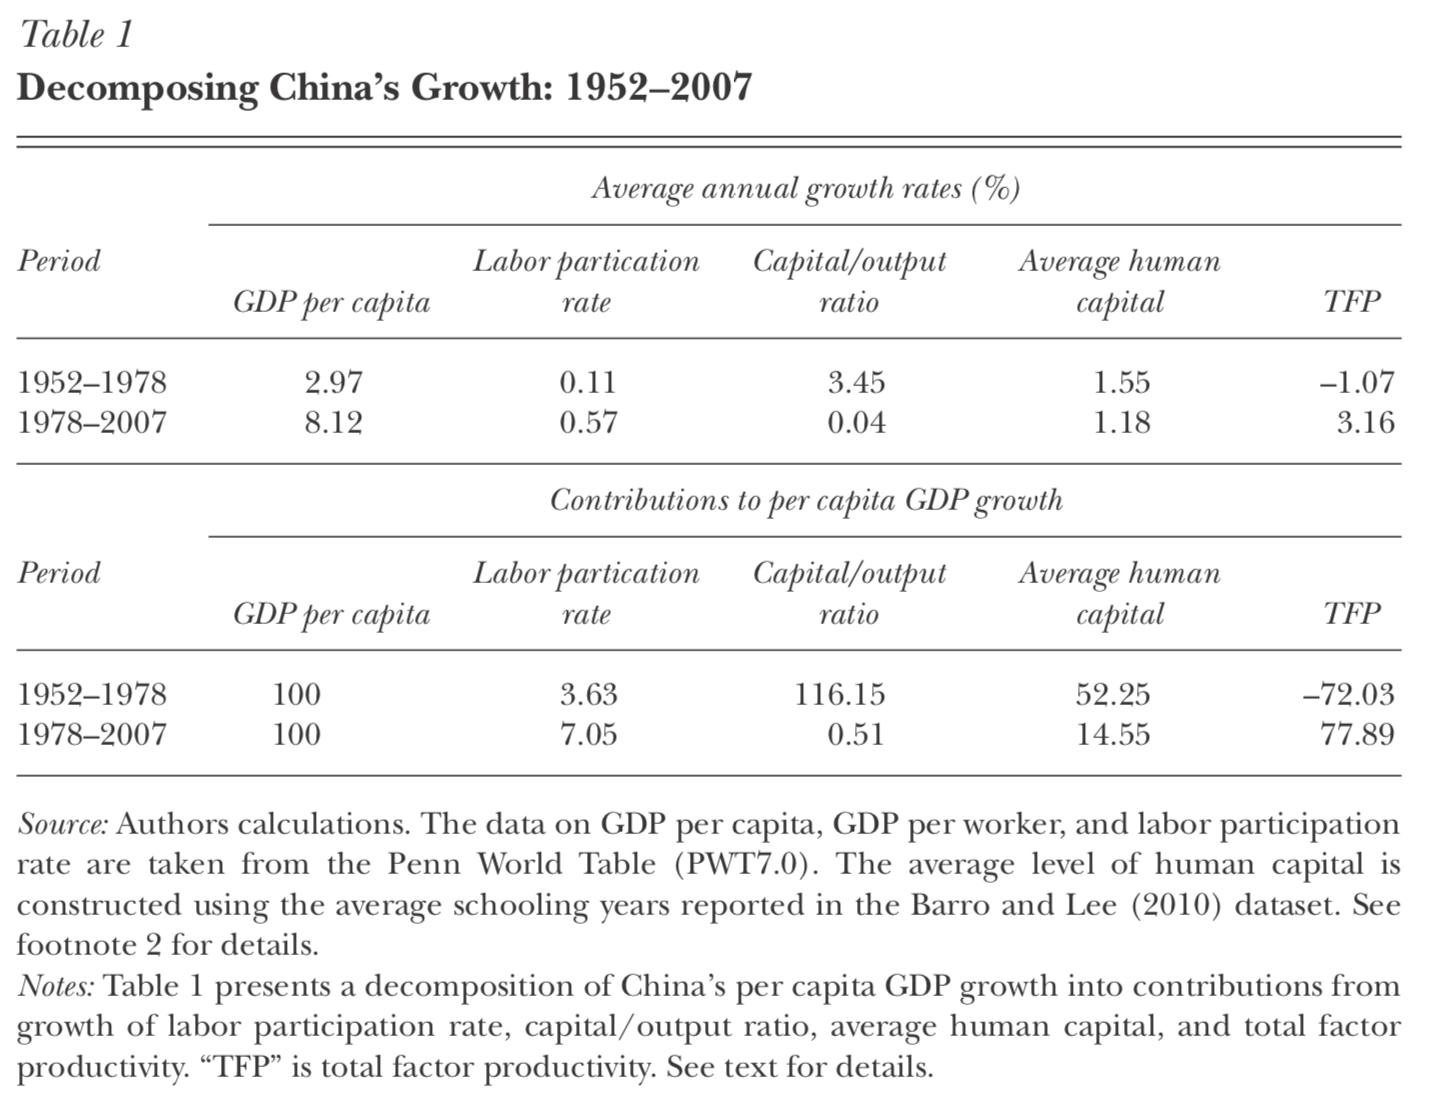 Table 1
Decomposing China's Growth: 1952–2007
Average annual growth rates (%)
Period GDP per capita Labor partication rate Capital/output ratio Average human capital TFP
1952–1978 2.97 0.11 3.45 1.55 –1.07
1978–2007 8.12 0.57 0.04 1.18 3.16
Contributions to per capita GDP growth
Period GDP per capita Labor partication rate Capital/output ratio Average human capital TFP
1952–1978 100 3.63 116.15 52.25 –72.03
1978–2007 100 7.05 0.51 14.55 77.89
Source: Authors calculations. The data on GDP per capita, GDP per worker, and labor participation
rate are taken from the Penn World Table (PWT7.0). The average level of human capital is
constructed using the average schooling years reported in the Barro and Lee (2010) dataset. See
footnote 2 for details.
Notes: Table 1 presents a decomposition of China's per capita GDP growth into contributions from
growth of labor participation rate, capital/output ratio, average human capital, and total factor
productivity. “TFP” is total factor productivity. See text for details.